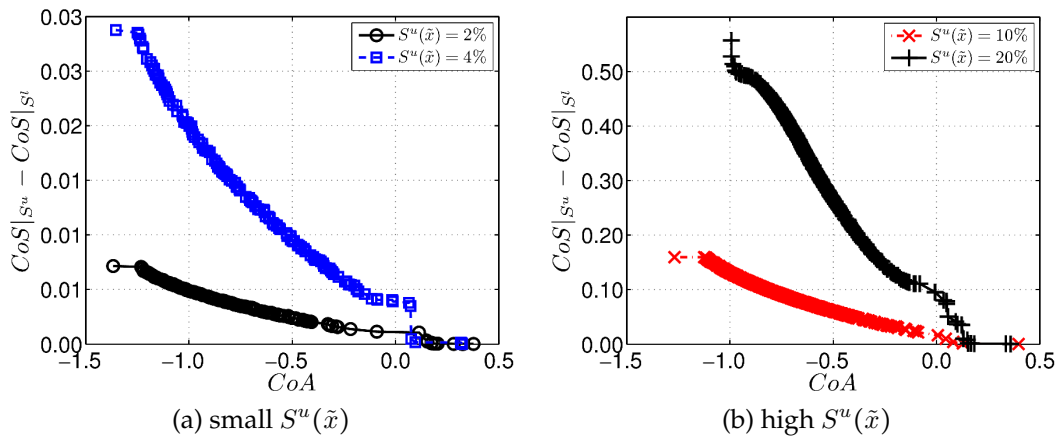 0.03
0.03
0.02
0.01
0.01
0.01
0.00
CoS|_{S^u} − CoS|_{S^l}
S^u(x̃) = 2%
S^u(x̃) = 4%
−1.5 −1.0 −0.5 0.0 0.5
CoA
(a) small S^u(x̃)
0.50
0.40
0.30
0.20
0.10
0.00
CoS|_{S^u} − CoS|_{S^l}
S^u(x̃) = 10%
S^u(x̃) = 20%
−1.5 −1.0 −0.5 0.0 0.5
CoA
(b) high S^u(x̃)